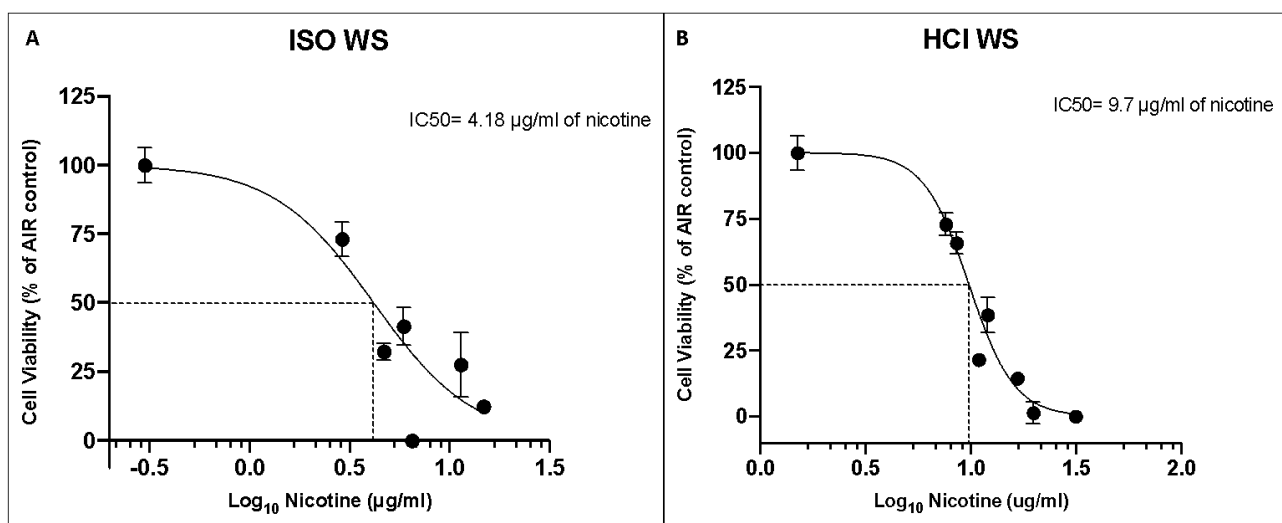 A
ISO WS
IC50= 4.18 µg/ml of nicotine
Cell Viability (% of AIR control)
125
100
75
50
25
0
-0.5
0.0
0.5
1.0
1.5
Log10 Nicotine (µg/ml)
B
HCI WS
IC50= 9.7 µg/ml of nicotine
Cell Viability (% of AIR control)
125
100
75
50
25
0
0.0
0.5
1.0
1.5
2.0
Log10 Nicotine (ug/ml)